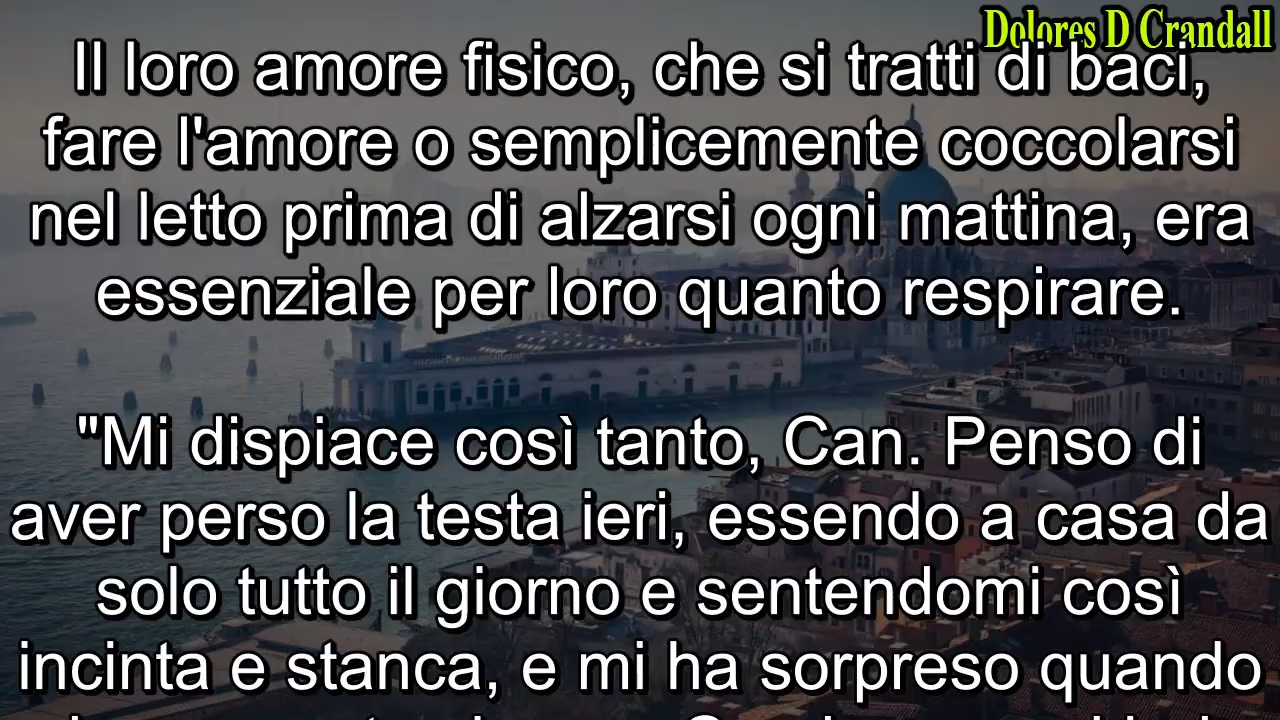 Dolores D Crandall
Il loro amore fisico, che si tratti di baci,
fare l'amore o semplicemente coccolarsi
nel letto prima di alzarsi ogni mattina, era
essenziale per loro quanto respirare.
"Mi dispiace così tanto, Can. Penso di
aver perso la testa ieri, essendo a casa da
solo tutto il giorno e sentendomi così
incinta e stanca, e mi ha sorpreso quando